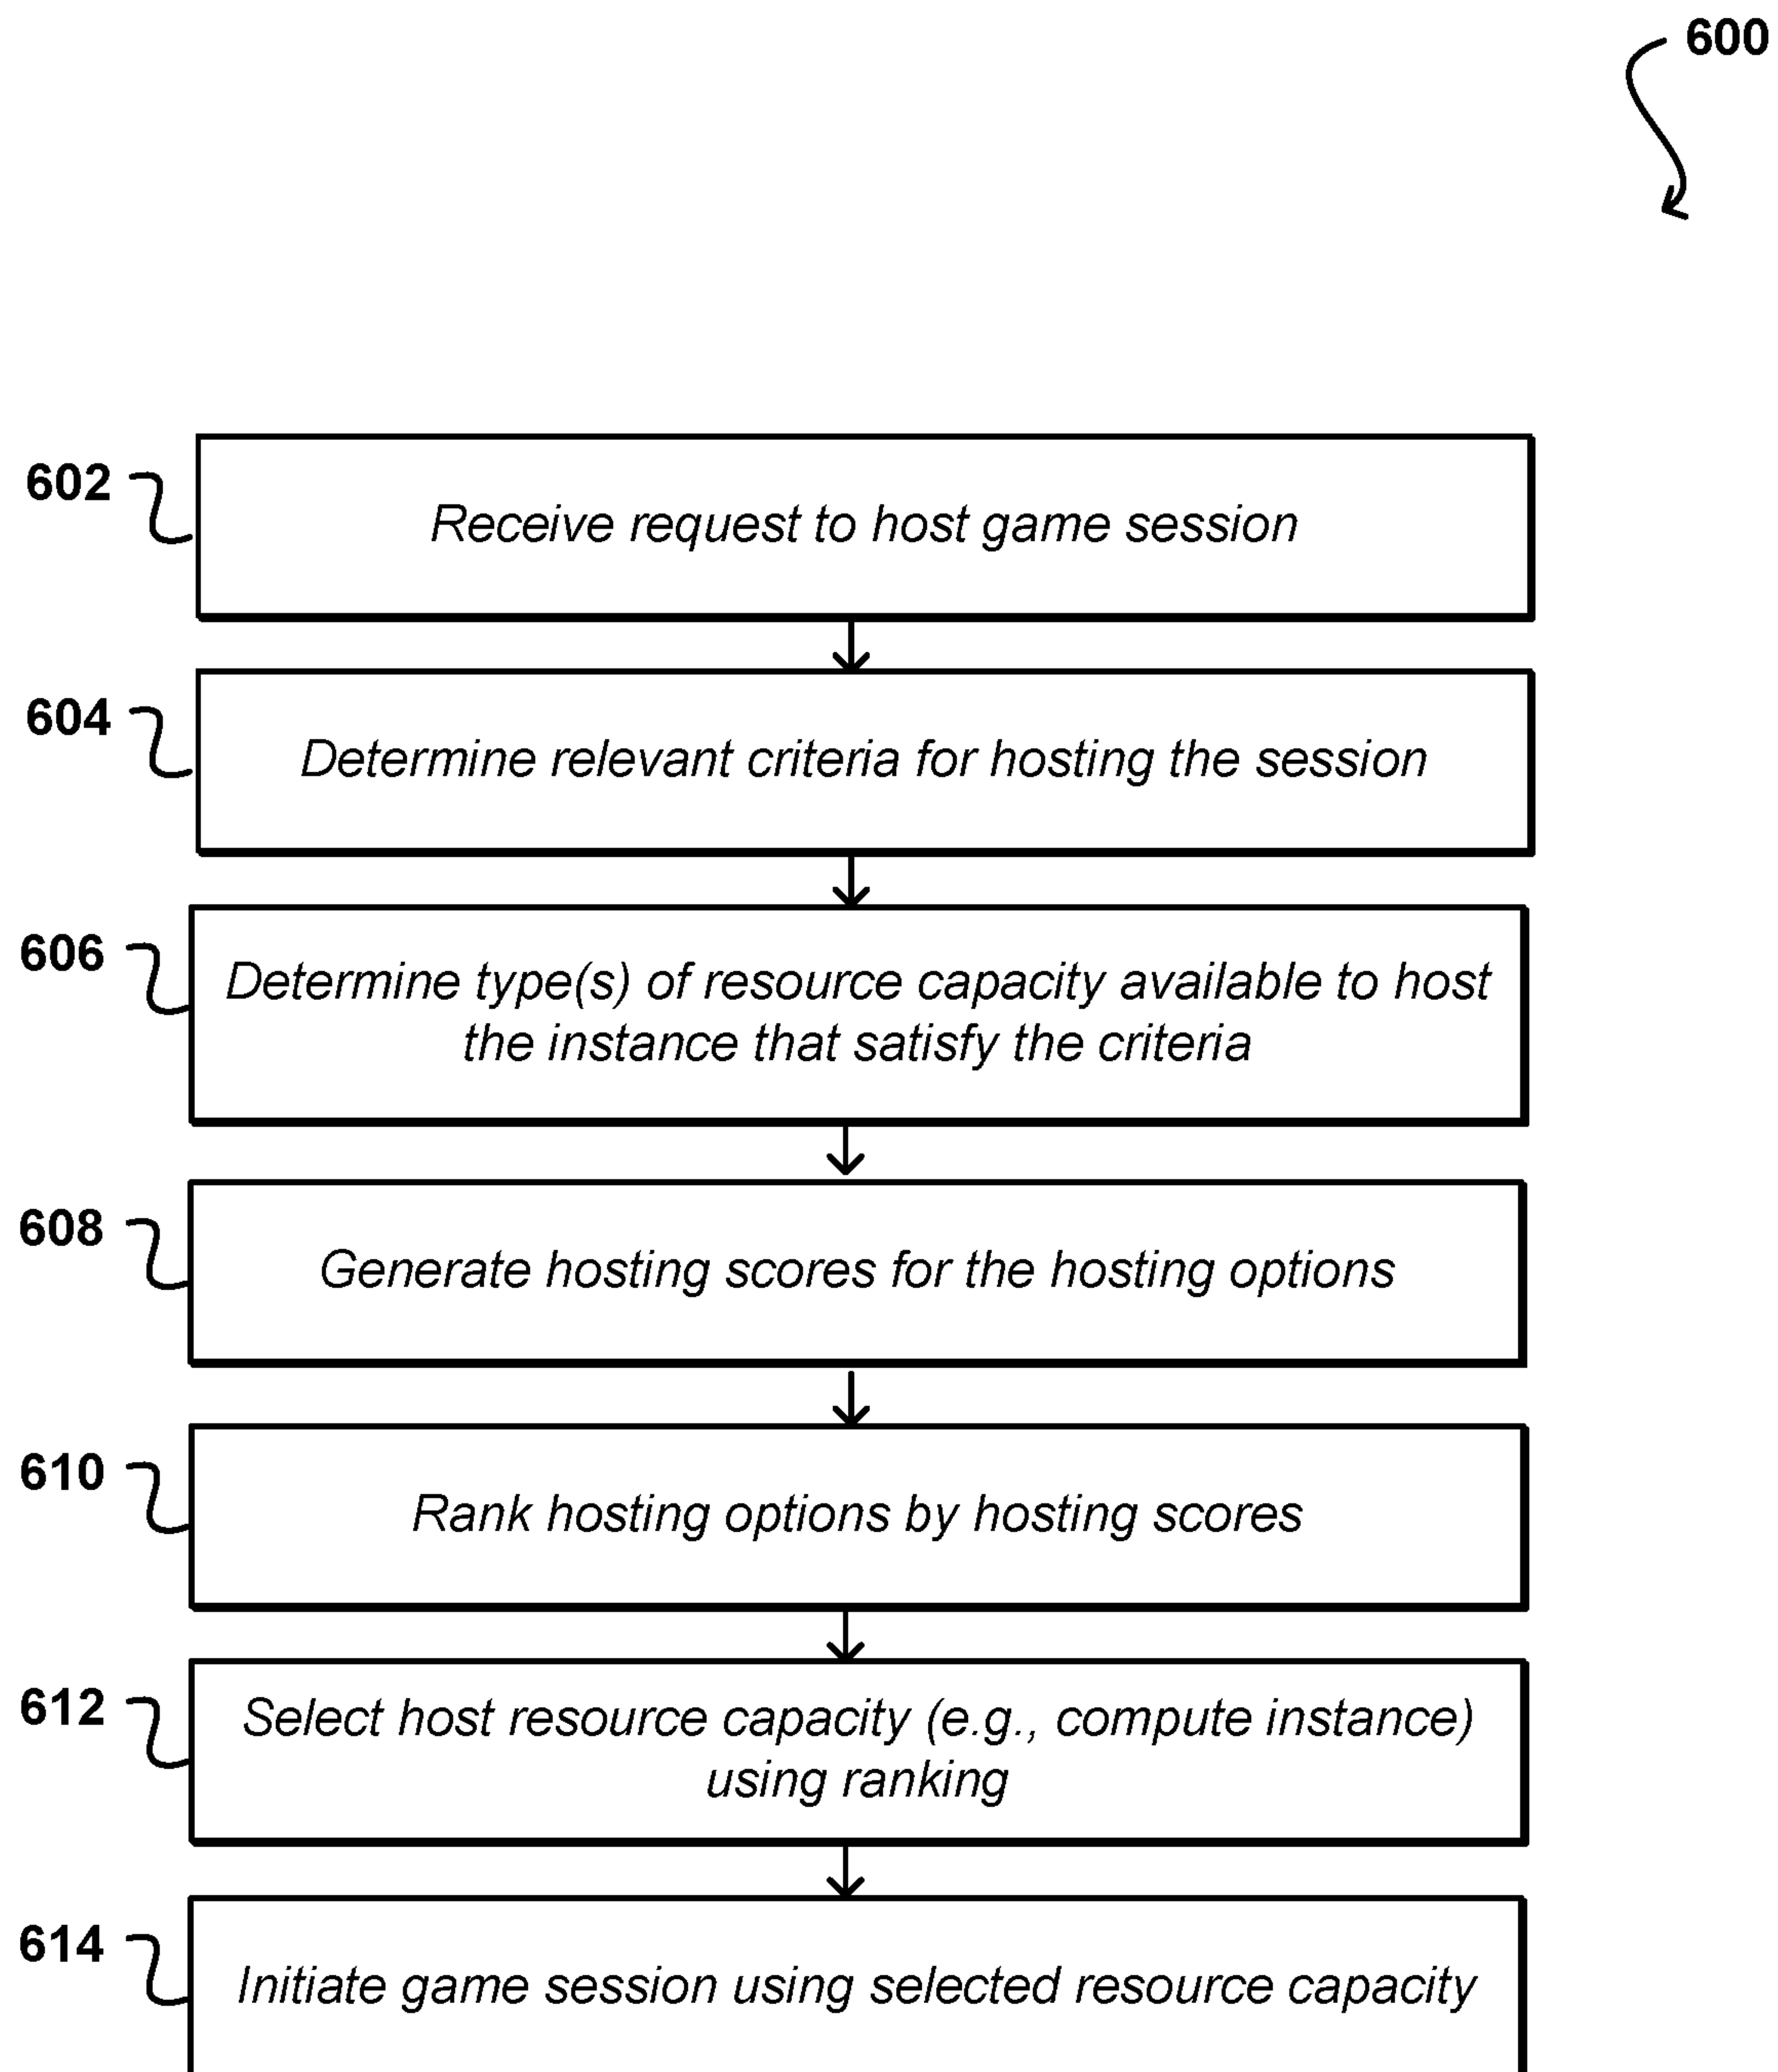 600
602
Receive request to host game session
604
Determine relevant criteria for hosting the session
606
Determine type(s) of resource capacity available to host
the instance that satisfy the criteria
608
Generate hosting scores for the hosting options
610
Rank hosting options by hosting scores
612
Select host resource capacity (e.g., compute instance)
using ranking
614
Initiate game session using selected resource capacity